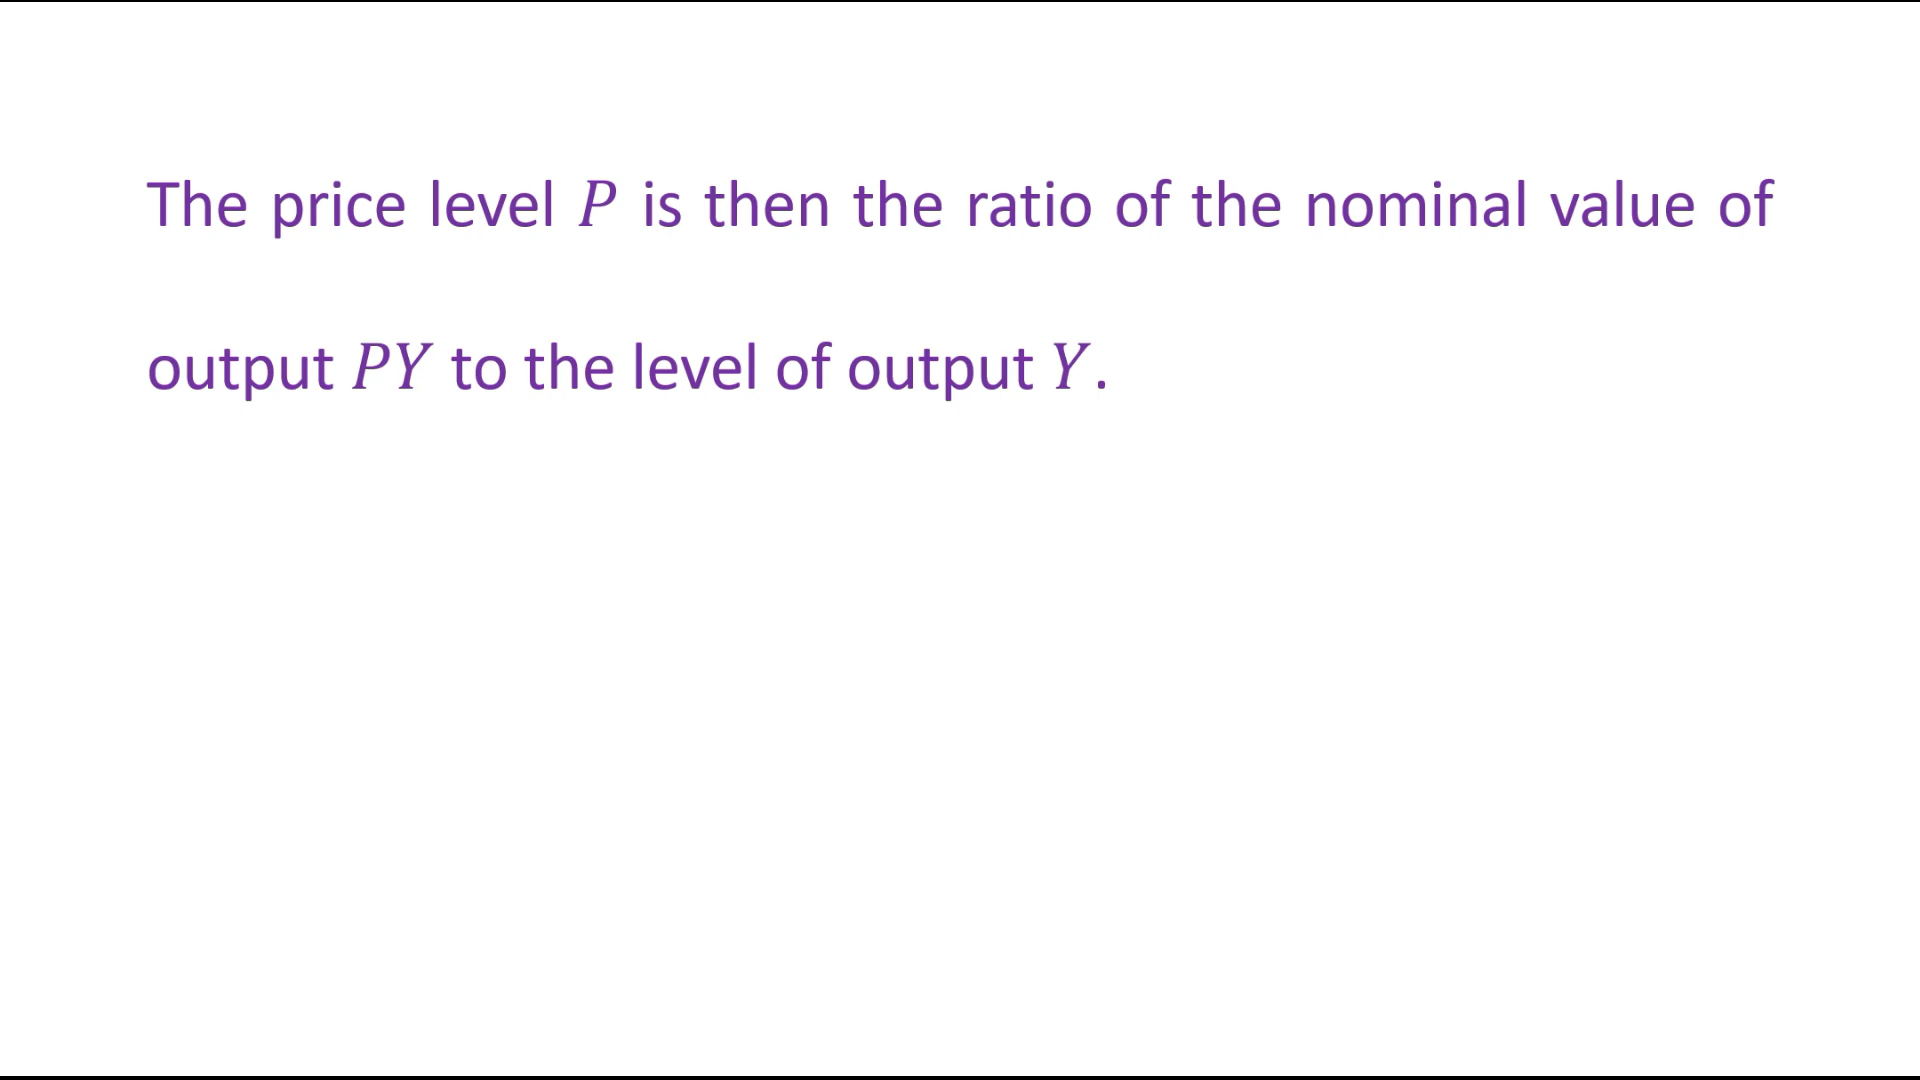 The price level P is then the ratio of the nominal value of
output PY to the level of output Y.